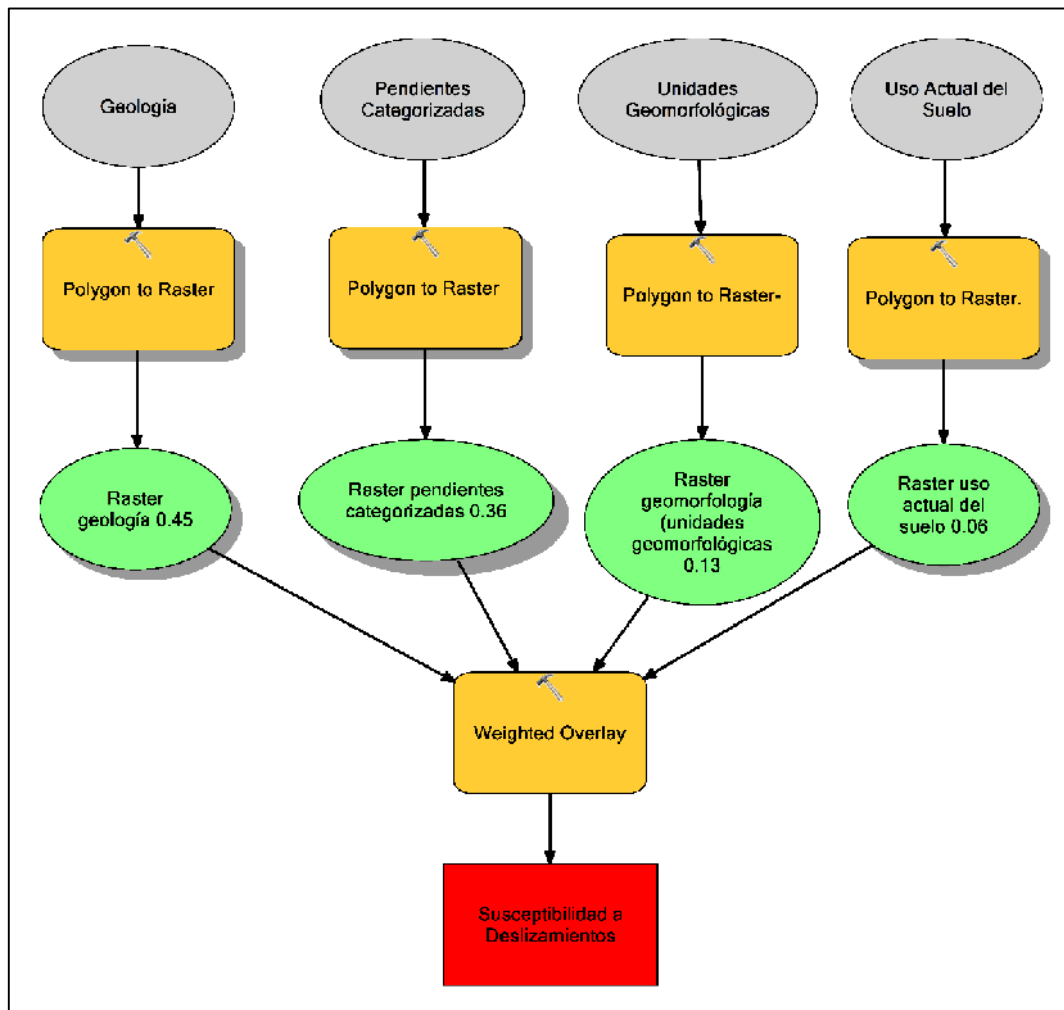 Geología
Pendientes
Categorizadas
Unidades
Geomorfológicas
Uso Actual del
Suelo
Polygon to Raster
Polygon to Raster
Polygon to Raster-
Polygon to Raster.
Raster
geología 0.45
Raster pendientes
categorizadas 0.36
Raster
geomorfología
(unidades
geomorfológicas
0.13
Raster uso
actual del
suelo 0.06
Weighted Overlay
Susceptibilidad a
Deslizamientos